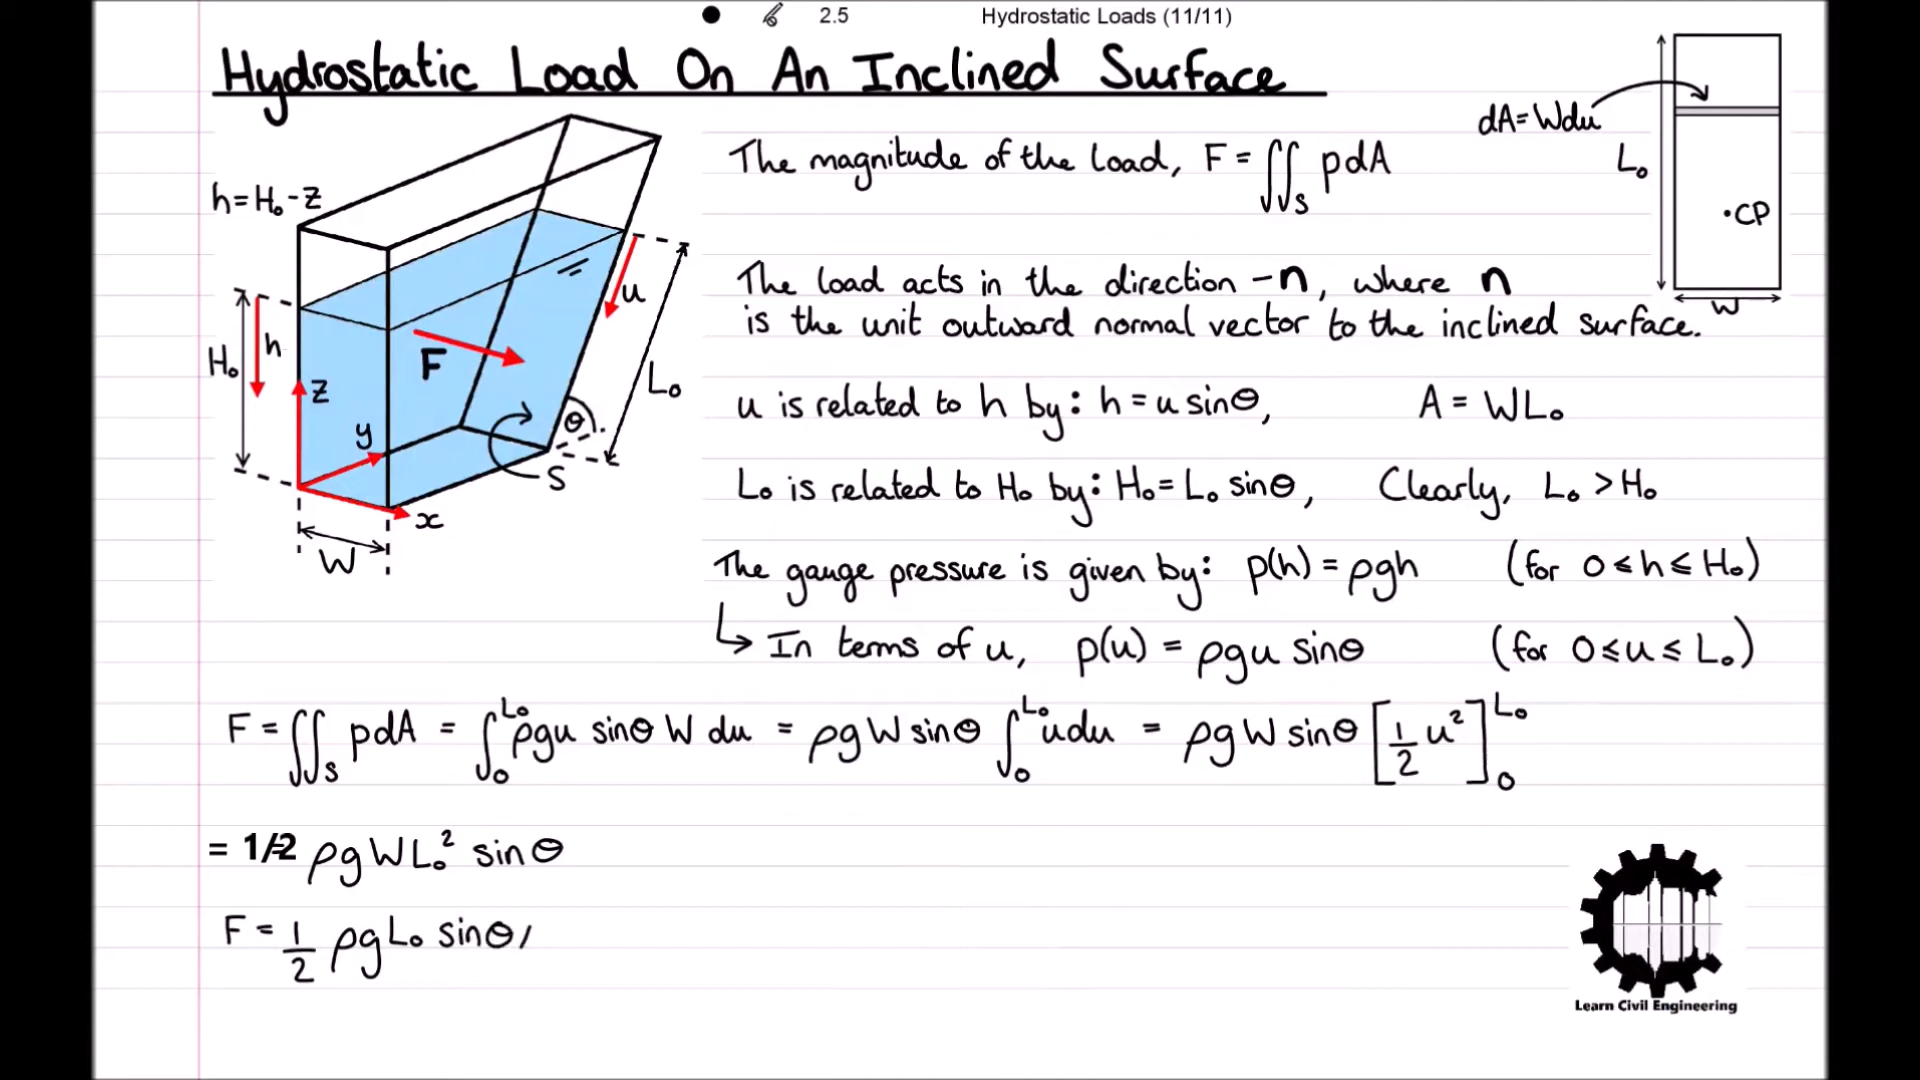 2.5 Hydrostatic Loads (11/11)
Hydrostatic Load On An Inclined Surface
dA = Wdu
L₀
·CP
W
h = H₀ - z
H₀
h
z
y
x
W
F
u
L₀
θ
S
The magnitude of the load, F = ∬ₛ pdA
The load acts in the direction -n, where n
is the unit outward normal vector to the inclined surface.
u is related to h by: h = u sinθ, A = WL₀
L₀ is related to H₀ by: H₀ = L₀ sinθ, Clearly, L₀ > H₀
The gauge pressure is given by: p(h) = ρgh (for 0 ≤ h ≤ H₀)
↳ In terms of u, p(u) = ρgu sinθ (for 0 ≤ u ≤ L₀)
F = ∬ₛ pdA = ∫₀^L₀ ρgu sinθ W du = ρgW sinθ ∫₀^L₀ udu = ρgW sinθ [1/2 u²]₀^L₀
= 1/2 ρgWL₀² sinθ
F = 1/2 ρgL₀ sinθ
Learn Civil Engineering